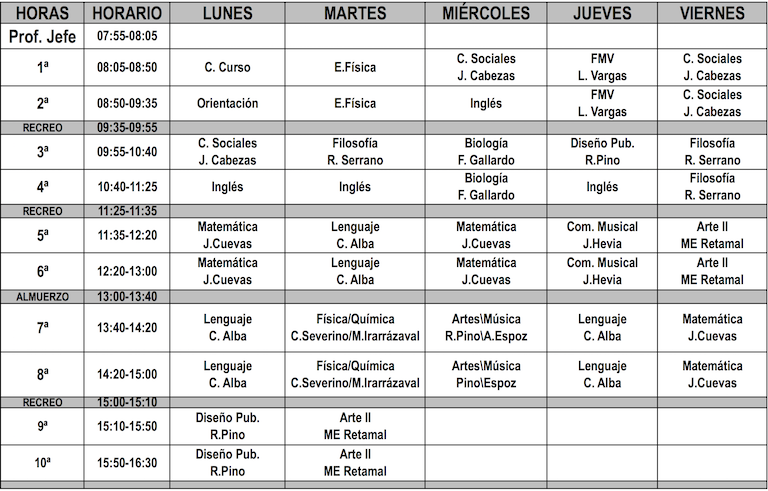 HORAS HORARIO LUNES MARTES MIÉRCOLES JUEVES VIERNES
Prof. Jefe 07:55-08:05
1ª 08:05-08:50 C. Curso E.Física C. Sociales J. Cabezas FMV L. Vargas C. Sociales J. Cabezas
2ª 08:50-09:35 Orientación E.Física Inglés FMV L. Vargas C. Sociales J. Cabezas
RECREO 09:35-09:55
3ª 09:55-10:40 C. Sociales J. Cabezas Filosofía R. Serrano Biología F. Gallardo Diseño Pub. R.Pino Filosofía R. Serrano
4ª 10:40-11:25 Inglés Inglés Biología F. Gallardo Inglés Filosofía R. Serrano
RECREO 11:25-11:35
5ª 11:35-12:20 Matemática J.Cuevas Lenguaje C. Alba Matemática J.Cuevas Com. Musical J.Hevia Arte II ME Retamal
6ª 12:20-13:00 Matemática J.Cuevas Lenguaje C. Alba Matemática J.Cuevas Com. Musical J.Hevia Arte II ME Retamal
ALMUERZO 13:00-13:40
7ª 13:40-14:20 Lenguaje C. Alba Física/Química C.Severino/M.Irarrázaval Artes\Música R.Pino\A.Espoz Lenguaje C. Alba Matemática J.Cuevas
8ª 14:20-15:00 Lenguaje C. Alba Física/Química C.Severino/M.Irarrázaval Artes\Música Pino\Espoz Lenguaje C. Alba Matemática J.Cuevas
RECREO 15:00-15:10
9ª 15:10-15:50 Diseño Pub. R.Pino Arte II ME Retamal
10ª 15:50-16:30 Diseño Pub. R.Pino Arte II ME Retamal